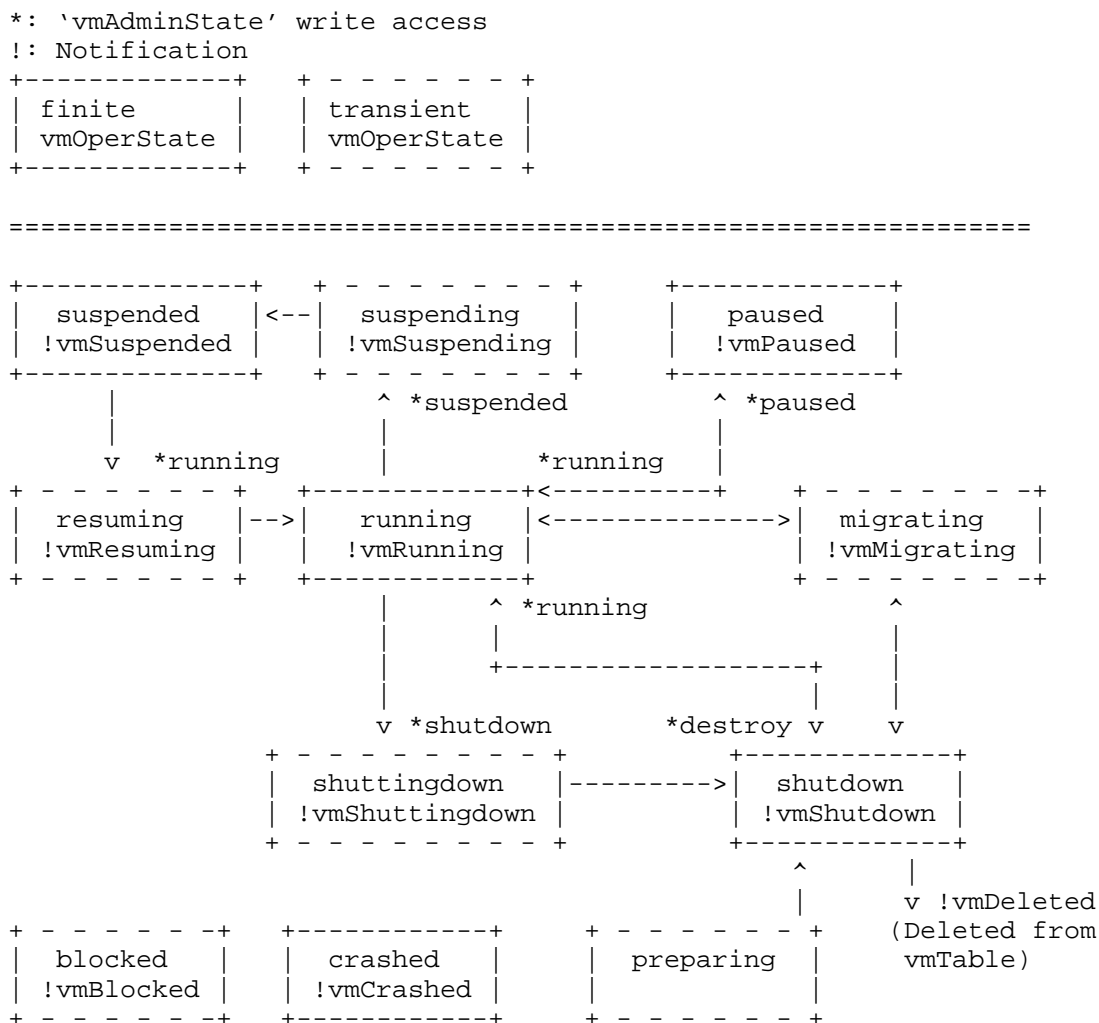 *: ‘vmAdminState’ write access
!: Notification
finite transient
vmOperState vmOperState
suspended suspending paused
!vmSuspended !vmSuspending !vmPaused
*suspended *paused
*running *running
resuming running migrating
!vmResuming !vmRunning !vmMigrating
*running
*shutdown *destroy
shuttingdown shutdown
!vmShuttingdown !vmShutdown
!vmDeleted
(Deleted from
blocked crashed preparing vmTable)
!vmBlocked !vmCrashed